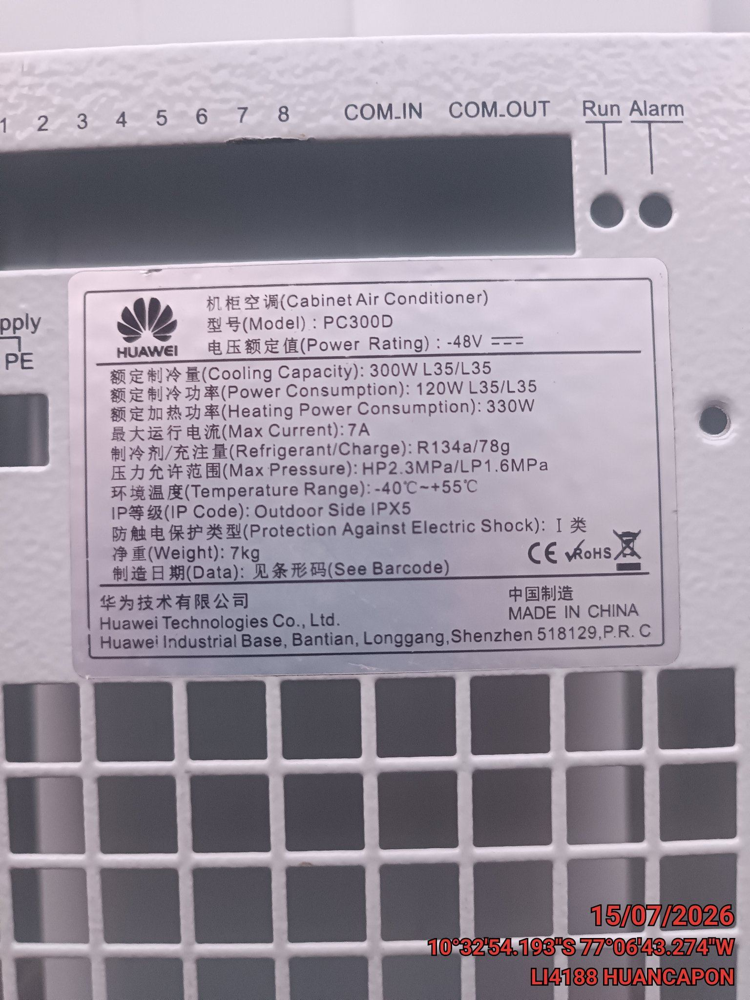 1 2 3 4 5 6 7 8 COM_IN COM_OUT Run Alarm
pply
PE
HUAWEI
机柜空调(Cabinet Air Conditioner)
型号(Model) : PC300D
电压额定值(Power Rating) : -48V ⎓
额定制冷量(Cooling Capacity): 300W L35/L35
额定制冷功率(Power Consumption): 120W L35/L35
额定加热功率(Heating Power Consumption): 330W
最大运行电流(Max Current): 7A
制冷剂/充注量(Refrigerant/Charge): R134a/78g
压力允许范围(Max Pressure): HP2.3MPa/LP1.6MPa
环境温度(Temperature Range): -40℃~+55℃
IP等级(IP Code): Outdoor Side IPX5
防触电保护类型(Protection Against Electric Shock): I 类
净重(Weight): 7kg
制造日期(Data): 见条形码(See Barcode)
CE RoHS
华为技术有限公司
Huawei Technologies Co., Ltd.
Huawei Industrial Base, Bantian, Longgang,Shenzhen 518129,P.R. C
中国制造
MADE IN CHINA
15/07/2026
10°32'54.193"S 77°06'43.274"W
LI4188 HUANCAPON